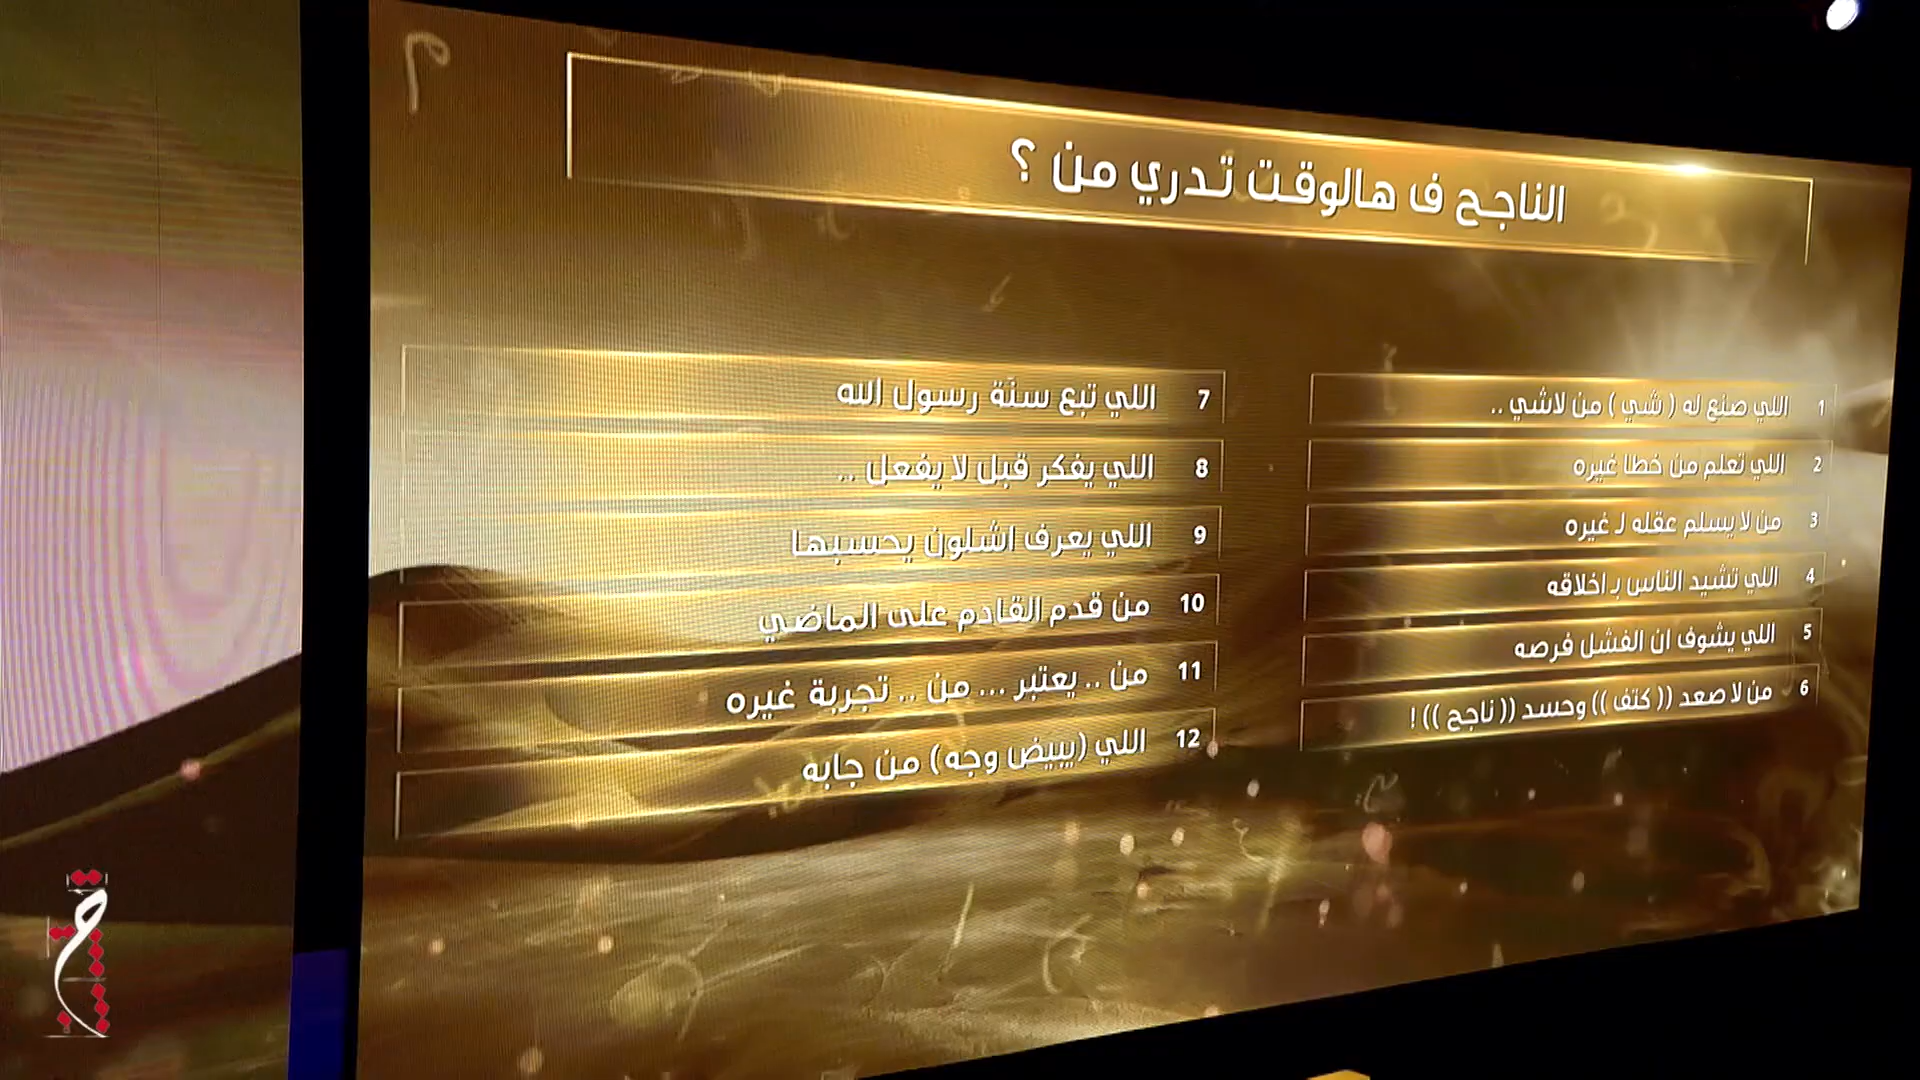 الناجح ف هالوقت تدري من ؟
1 اللي صنع له ( شي ) من لاشي ..
2 اللي تعلم من خطا غيره
3 من لا يسلم عقله لـ غيره
4 اللي تشيد الناس بـ اخلاقه
5 اللي يشوف ان الفشل فرصه
6 من لا صعد (( كتف )) وحسد (( ناجح )) !
7 اللي تبع سنّة رسول الله
8 اللي يفكر قبل لا يفعل ..
9 اللي يعرف اشلون يحسبها
10 من قدم القادم على الماضي
11 من .. يعتبر ... من .. تجربة غيره
12 اللي (يبيض وجه) من جابه